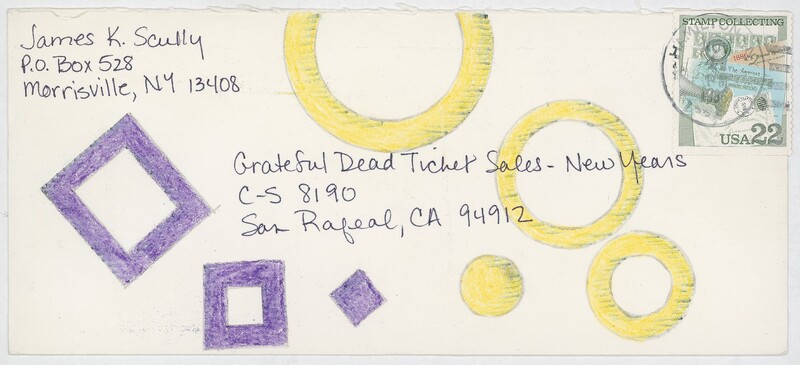 James K. Scully
P.O. Box 528
Morrisville, NY 13408
STAMP COLLECTING
USA 22
Grateful Dead Ticket Sales - New Years
C-S 8190
San Rafeal, CA 94912